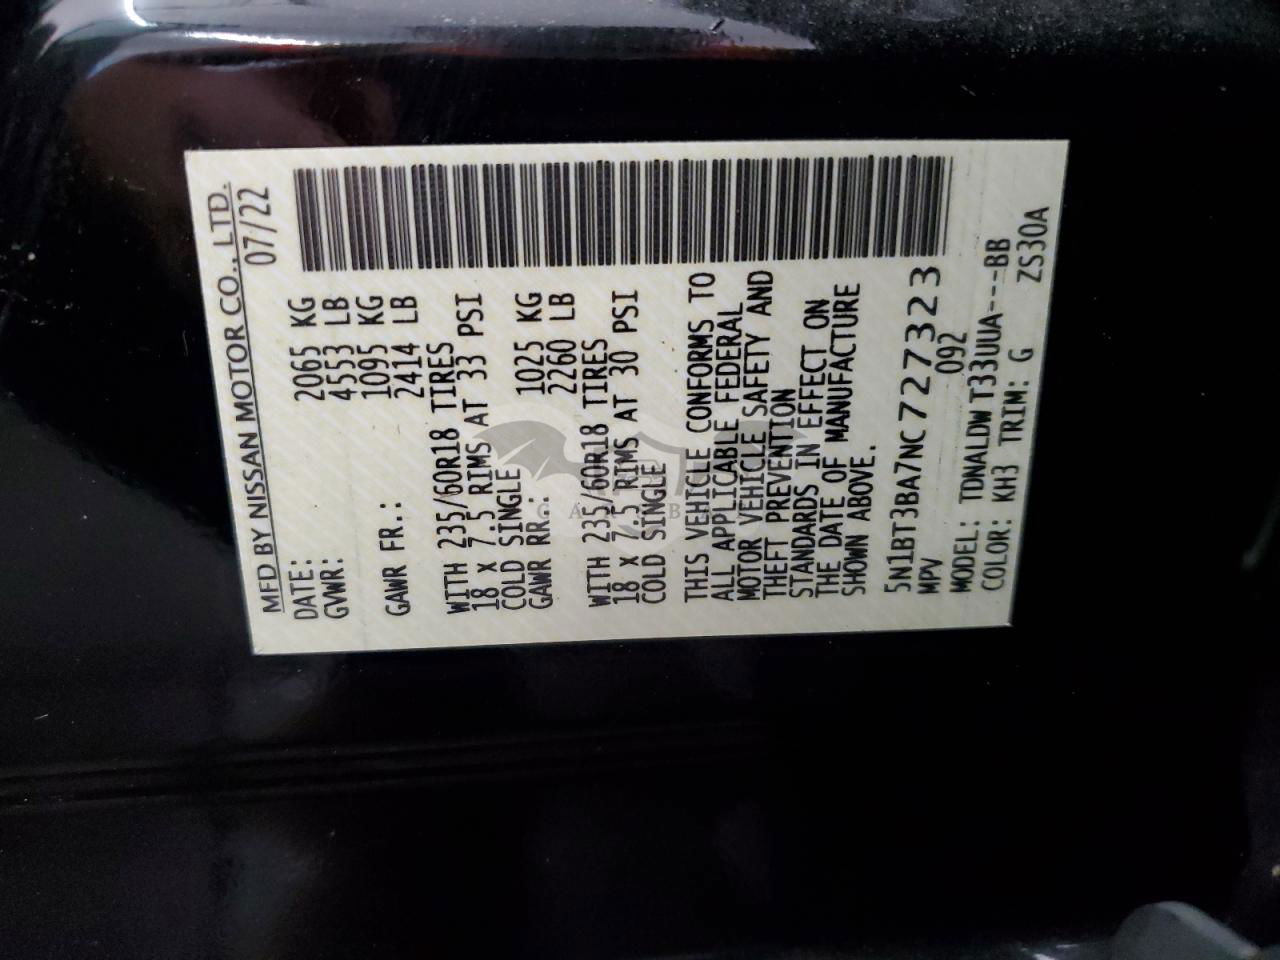 MFD BY NISSAN MOTOR CO., LTD.
DATE: 07/22
GVWR: 2065 KG
4553 LB
GAWR FR.: 1095 KG
2414 LB
WITH 235/60R18 TIRES
18 X 7.5 RIMS AT 33 PSI
COLD SINGLE
GAWR RR.: 1025 KG
2260 LB
WITH 235/60R18 TIRES
18 X 7.5 RIMS AT 30 PSI
COLD SINGLE
THIS VEHICLE CONFORMS TO
ALL APPLICABLE FEDERAL
MOTOR VEHICLE SAFETY AND
THEFT PREVENTION
STANDARDS IN EFFECT ON
THE DATE OF MANUFACTURE
SHOWN ABOVE.
5N1BT3BA7NC727323
MPV 092
MODEL: TDNALDW T33UUA---BB
COLOR: KH3 TRIM: G ZS30A